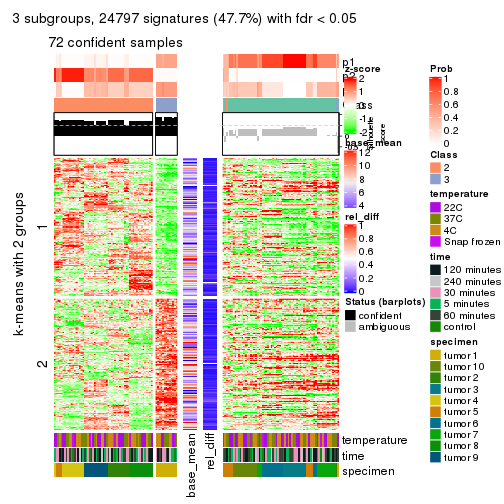 3 subgroups, 24797 signatures (47.7%) with fdr < 0.05
72 confident samples
p1
p2
z-score
2
1
0
-1
-2
base_mean
12
10
8
6
4
rel_diff
1
0.8
0.6
0.4
0.2
0
Status (barplots)
confident
ambiguous
Prob
1
0.8
0.6
0.4
0.2
0
Class
2
3
temperature
22C
37C
4C
Snap frozen
time
120 minutes
240 minutes
30 minutes
5 minutes
60 minutes
control
specimen
tumor 1
tumor 10
tumor 2
tumor 3
tumor 4
tumor 5
tumor 6
tumor 7
tumor 8
tumor 9
k-means with 2 groups
1
2
temperature
time
specimen
base_mean
rel_diff